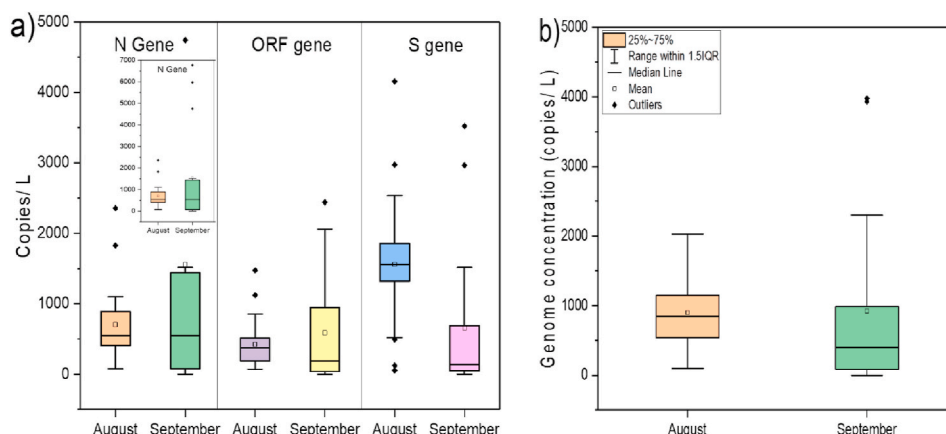 a)
N Gene
ORF gene
S gene
Copies/ L
5000
4000
3000
2000
1000
0
N Gene
7000
6000
5000
4000
3000
2000
1000
0
August September
August September August September August September
b)
Genome concentration (copies/ L)
5000
4000
3000
2000
1000
0
25%~75%
Range within 1.5IQR
Median Line
Mean
Outliers
August
September